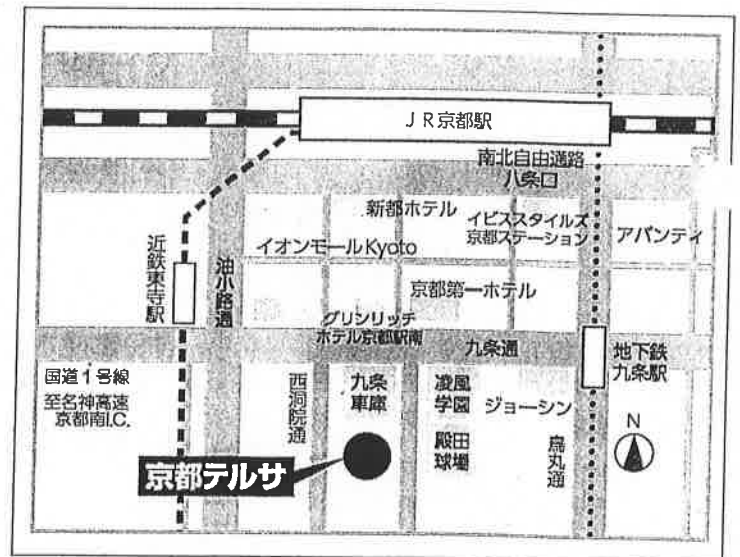 JR京都駅
南北自由通路
八条口
新都ホテル
イビススタイルズ
京都ステーション
アバンティ
イオンモールKyoto
近鉄東寺駅
油小路通
京都第一ホテル
グリンリッチ
ホテル京都駅南
九条通
地下鉄
九条駅
国道1号線
至名神高速
京都南I.C.
西洞院通
九条
車庫
凌風
学園
ジョーシン
殿田
球場
烏丸通
N
京都テルサ